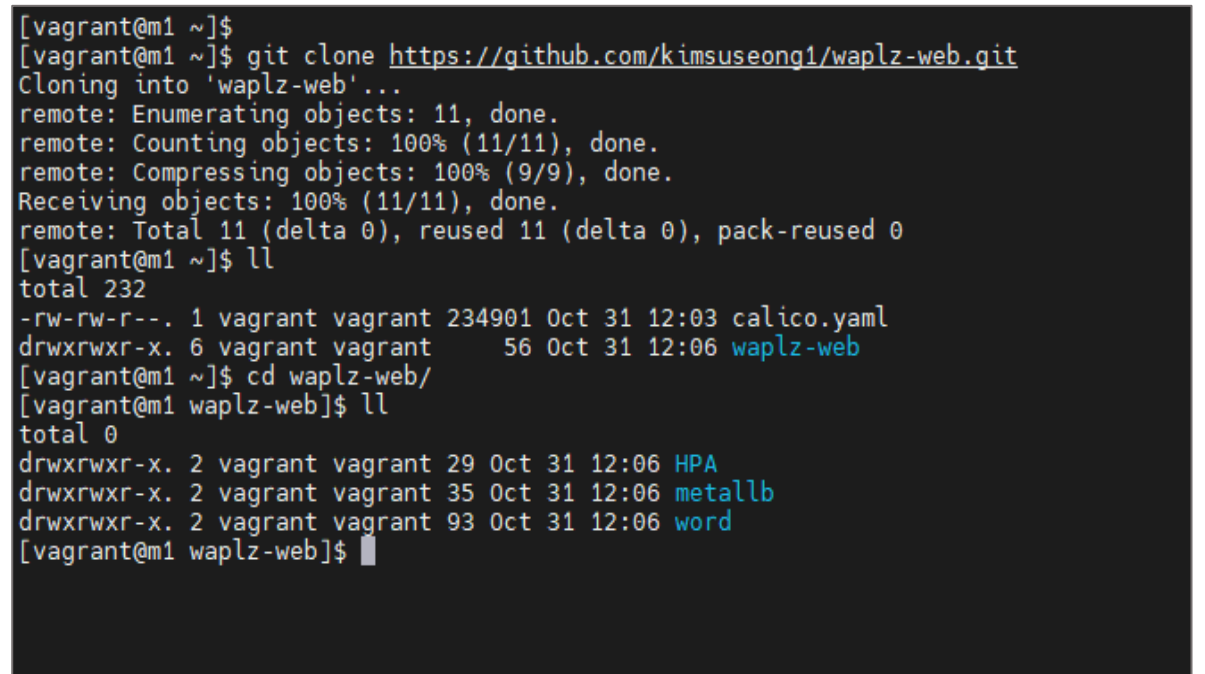 [vagrant@m1 ~]$
[vagrant@m1 ~]$ git clone https://github.com/kimsuseong1/waplz-web.git
Cloning into 'waplz-web'...
remote: Enumerating objects: 11, done.
remote: Counting objects: 100% (11/11), done.
remote: Compressing objects: 100% (9/9), done.
Receiving objects: 100% (11/11), done.
remote: Total 11 (delta 0), reused 11 (delta 0), pack-reused 0
[vagrant@m1 ~]$ ll
total 232
-rw-rw-r--. 1 vagrant vagrant 234901 Oct 31 12:03 calico.yaml
drwxrwxr-x. 6 vagrant vagrant     56 Oct 31 12:06 waplz-web
[vagrant@m1 ~]$ cd waplz-web/
[vagrant@m1 waplz-web]$ ll
total 0
drwxrwxr-x. 2 vagrant vagrant 29 Oct 31 12:06 HPA
drwxrwxr-x. 2 vagrant vagrant 35 Oct 31 12:06 metallb
drwxrwxr-x. 2 vagrant vagrant 93 Oct 31 12:06 word
[vagrant@m1 waplz-web]$